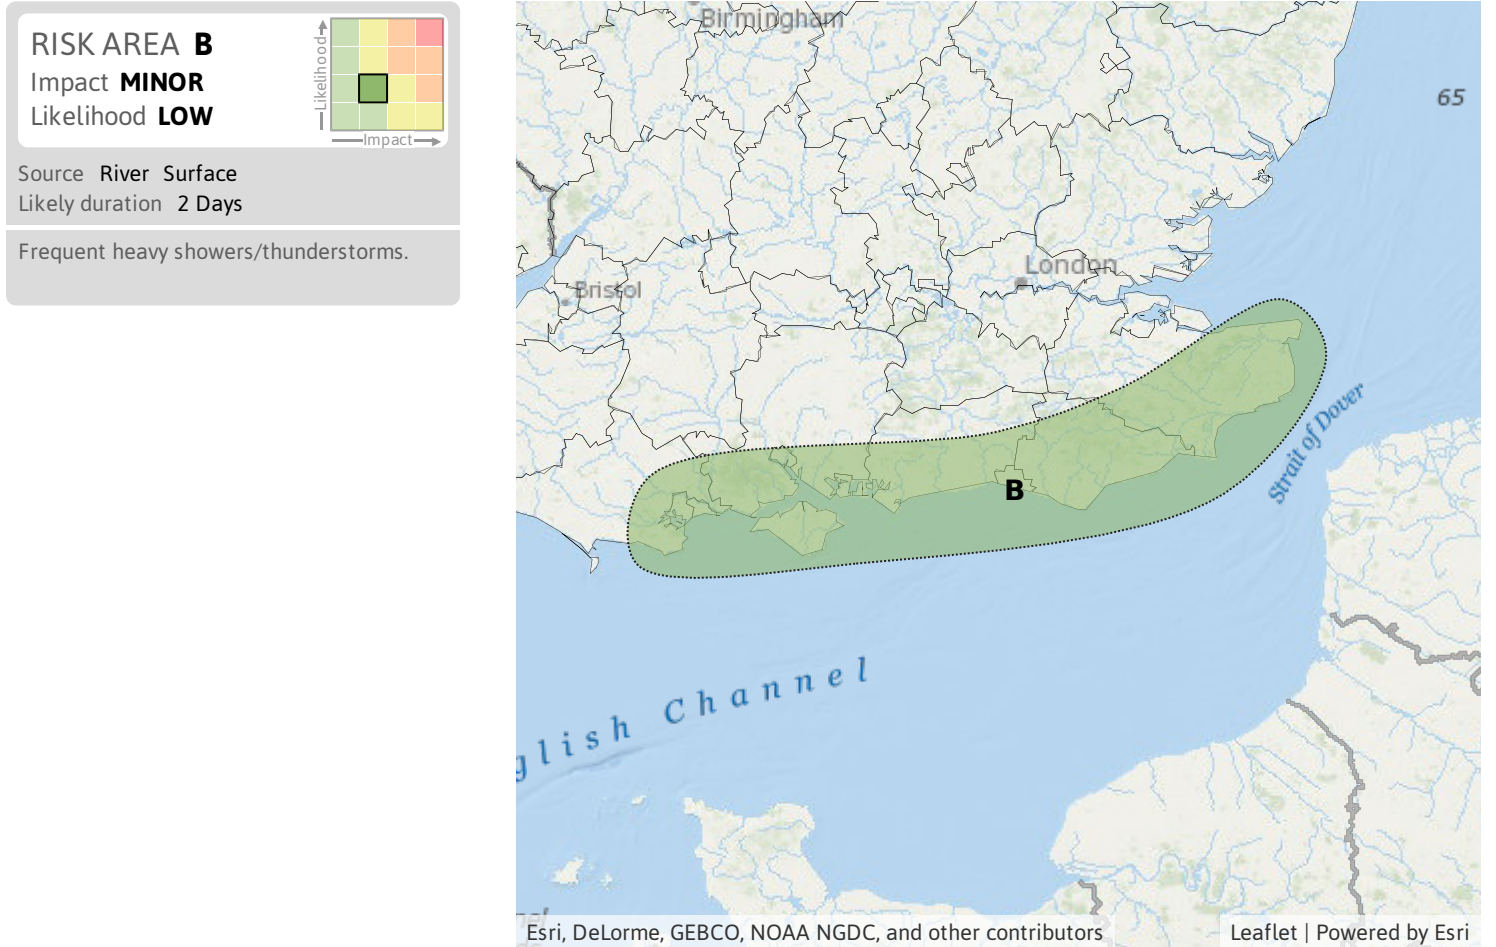 RISK AREA B
Impact MINOR
Likelihood LOW
Likelihood
Impact
Source River Surface
Likely duration 2 Days
Frequent heavy showers/thunderstorms.
Birmingham
65
London
Bristol
Strait of Dover
B
glish Channel
nel
Esri, DeLorme, GEBCO, NOAA NGDC, and other contributors
Leaflet | Powered by Esri